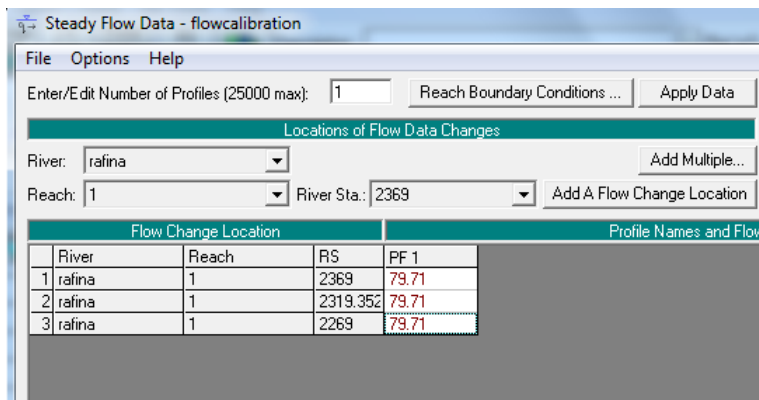 Steady Flow Data - flowcalibration
File Options Help
Enter/Edit Number of Profiles (25000 max): 1 Reach Boundary Conditions ... Apply Data
Locations of Flow Data Changes
River: rafina Add Multiple...
Reach: 1 River Sta.: 2369 Add A Flow Change Location
Flow Change Location Profile Names and Flow
River Reach RS PF 1
1 rafina 1 2369 79.71
2 rafina 1 2319.352 79.71
3 rafina 1 2269 79.71